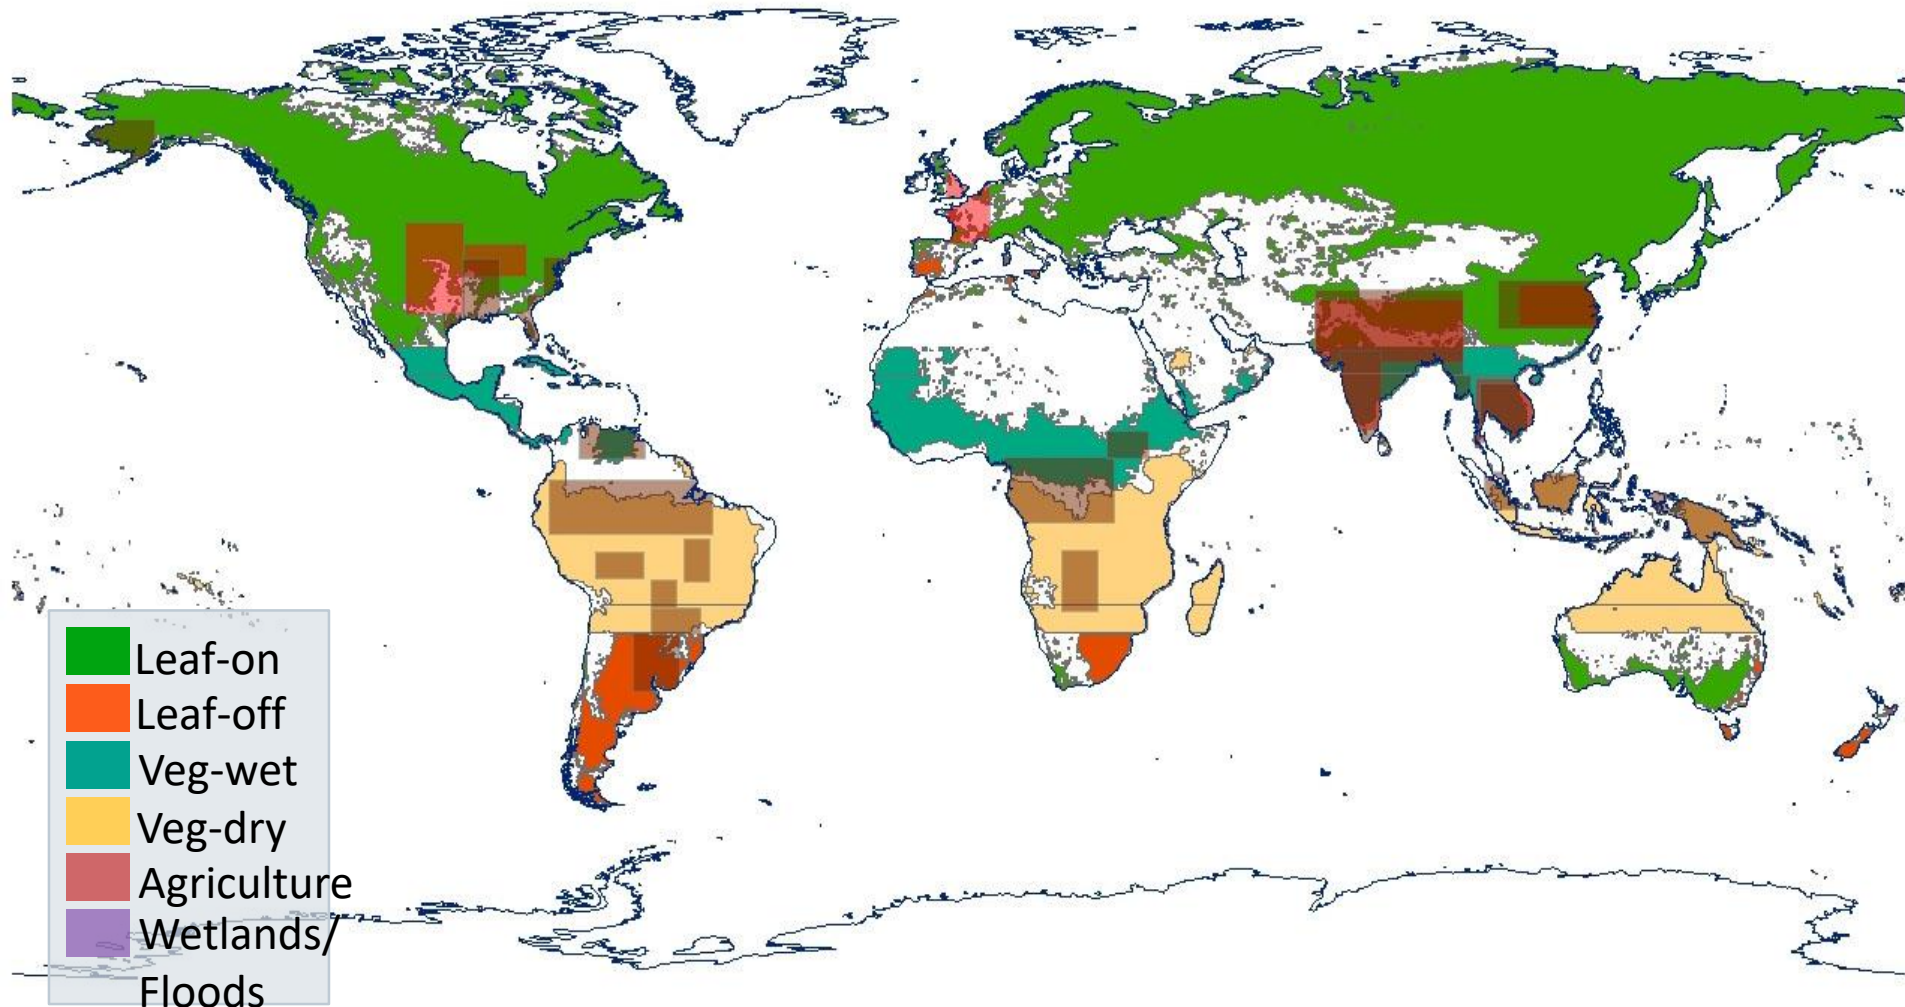 Leaf-on
Leaf-off
Veg-wet
Veg-dry
Agriculture
Wetlands/
Floods